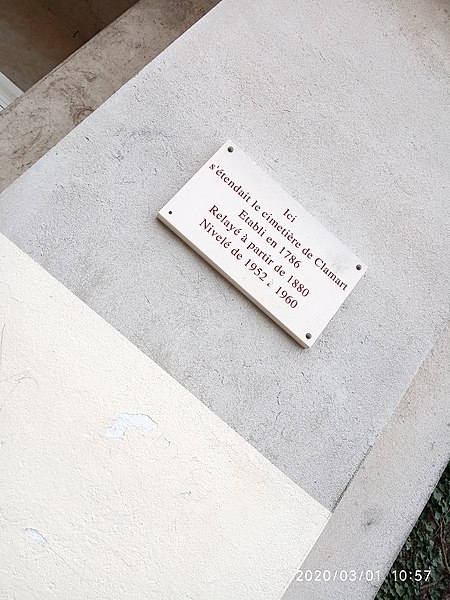 Ici
s'étendait le cimetière de Clamart
Etabli en 1786
Relayé à partir de 1880
Nivelé de 1952 à 1960
2020/03/01 10:57